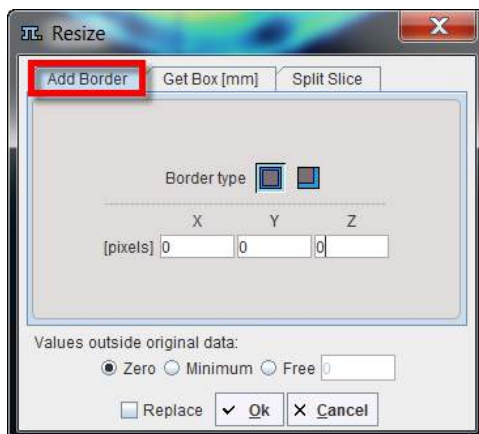 Resize
Add Border Get Box [mm] Split Slice
Border type
X Y Z
[pixels] 0 0 0
Values outside original data:
Zero Minimum Free 0
Replace Ok Cancel